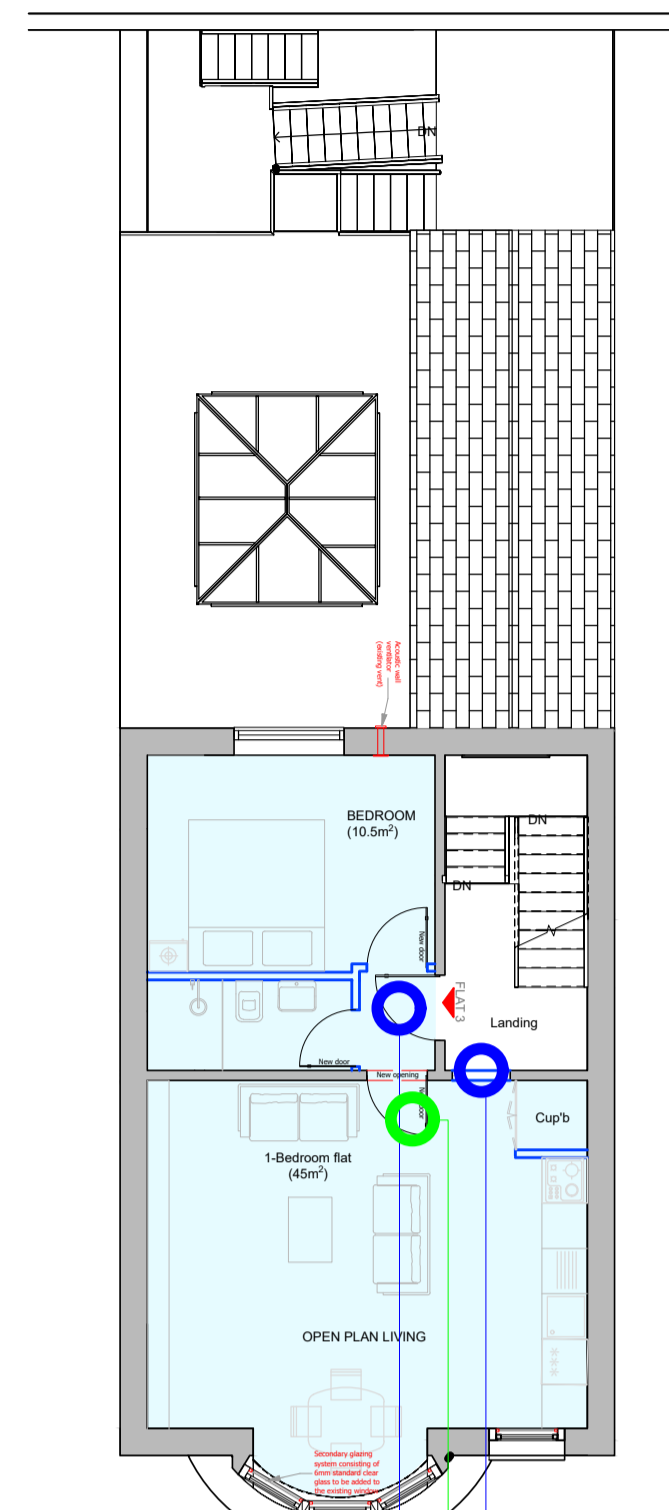 DN
Acoustic wall
ventilator
(existing vent)
BEDROOM
(10.5m²)
DN
DN
New door
FLAT 3
Landing
New door
New opening
New door
Cup'b
1-Bedroom flat
(45m²)
OPEN PLAN LIVING
Secondary glazing
system consisting of
6mm standard clear
glass to be added to
the existing window